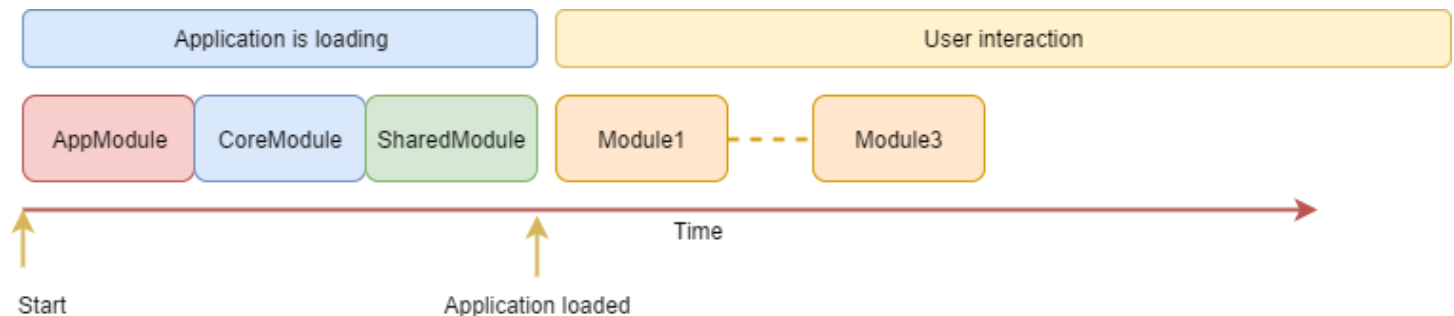 Application is loading
User interaction
AppModule
CoreModule
SharedModule
Module1
Module3
Time
Start
Application loaded